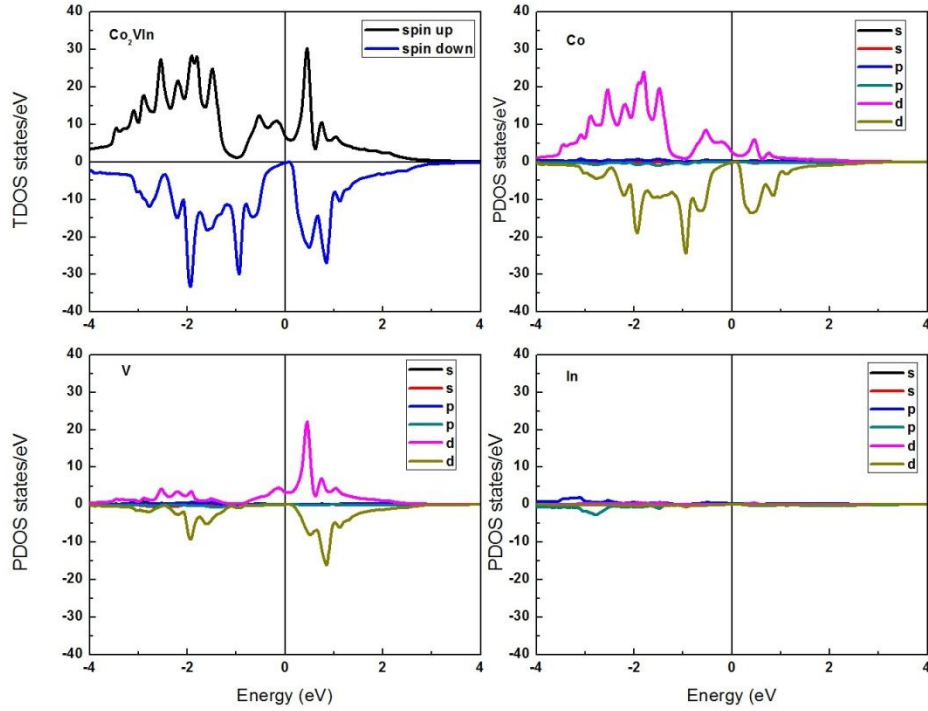 Co₂VIn
spin up
spin down
TDOS states/eV
40
30
20
10
0
-10
-20
-30
-40
-4
-2
0
2
4
Co
s
s
p
p
d
d
PDOS states/eV
40
30
20
10
0
-10
-20
-30
-40
-4
-2
0
2
4
V
s
s
p
p
d
d
PDOS states/eV
40
30
20
10
0
-10
-20
-30
-40
-4
-2
0
2
4
Energy (eV)
In
s
s
p
p
d
d
PDOS states/eV
40
30
20
10
0
-10
-20
-30
-40
-4
-2
0
2
4
Energy (eV)